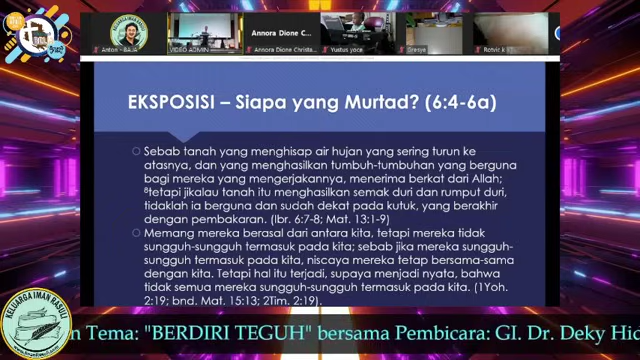 Anton - BAJA
VIDEO ADMIN
Annora Dione C...
Annora Dione Christa...
Yustus yoce
Gresya
EKSPOSISI – Siapa yang Murtad? (6:4-6a)
Sebab tanah yang menghisap air hujan yang sering turun ke
atasnya, dan yang menghasilkan tumbuh-tumbuhan yang berguna
bagi mereka yang mengerjakannya, menerima berkat dari Allah;
⁸tetapi jikalau tanah itu menghasilkan semak duri dan rumput duri,
tidaklah ia berguna dan sudah dekat pada kutuk, yang berakhir
dengan pembakaran. (Ibr. 6:7-8; Mat. 13:1-9)
Memang mereka berasal dari antara kita, tetapi mereka tidak
sungguh-sungguh termasuk pada kita; sebab jika mereka sungguh-
sungguh termasuk pada kita, niscaya mereka tetap bersama-sama
dengan kita. Tetapi hal itu terjadi, supaya menjadi nyata, bahwa
tidak semua mereka sungguh-sungguh termasuk pada kita. (1Yoh.
2:19; bnd. Mat. 15:13; 2Tim. 2:19).
KELUARGA IMAN RASULI
n Tema: "BERDIRI TEGUH" bersama Pembicara: GI. Dr. Deky Hid